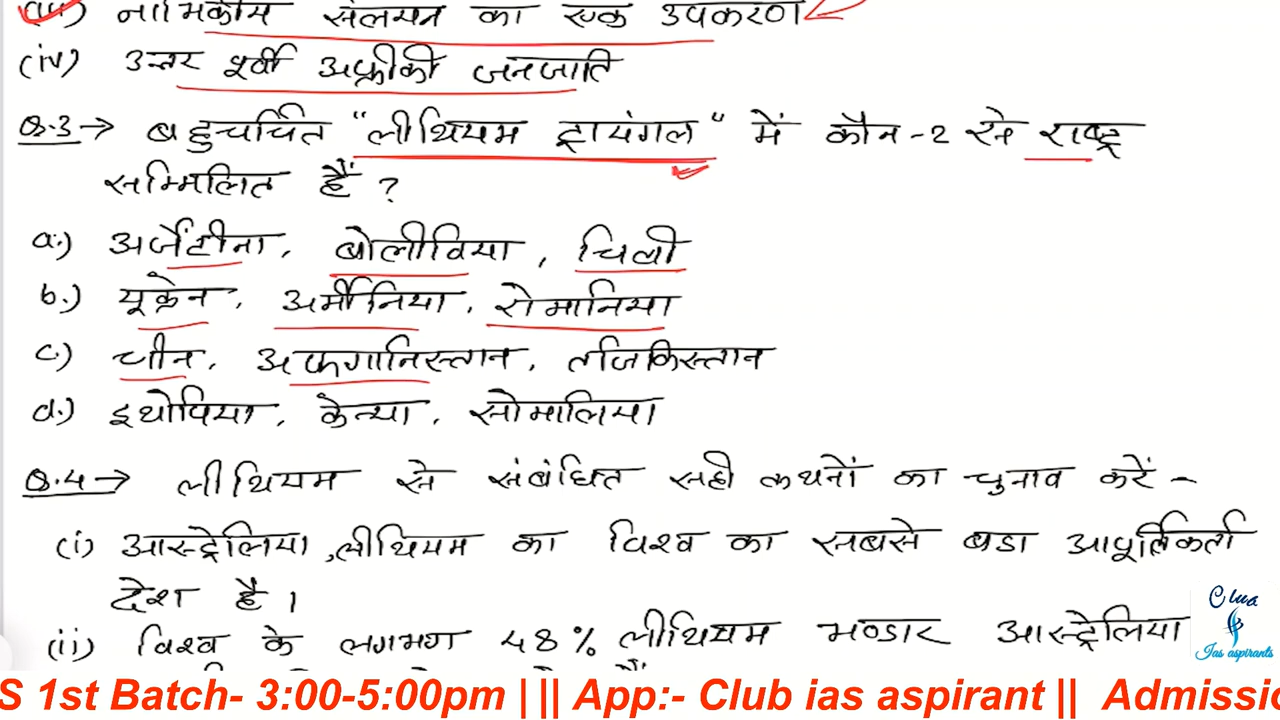 (iii) नाभिकीय संलयन का एक उपकरण
(iv) उत्तर पूर्वी अफ्रीकी जनजाति
Q.3→ बहुचर्चित "लीथियम ट्रायंगल" में कौन-2 से राष्ट्र
सम्मिलित हैं ?
a.) अर्जेंटीना, बोलीविया, चिली
b.) यूक्रेन, अर्मीनिया, रोमानिया
c.) चीन, अफगानिस्तान, तजिकिस्तान
d.) इथोपिया, केन्या, सोमालिया
Q.4→ लीथियम से संबंधित सही कथनों का चुनाव करें -
(i) आस्ट्रेलिया, लीथियम का विश्व का सबसे बडा आपूर्तिकर्ता
देश है।
(ii) विश्व के लगभग 48% लीथियम भण्डार आस्ट्रेलिया
Club
Ias aspirants
S 1st Batch- 3:00-5:00pm | || App:- Club ias aspirant || Admissio